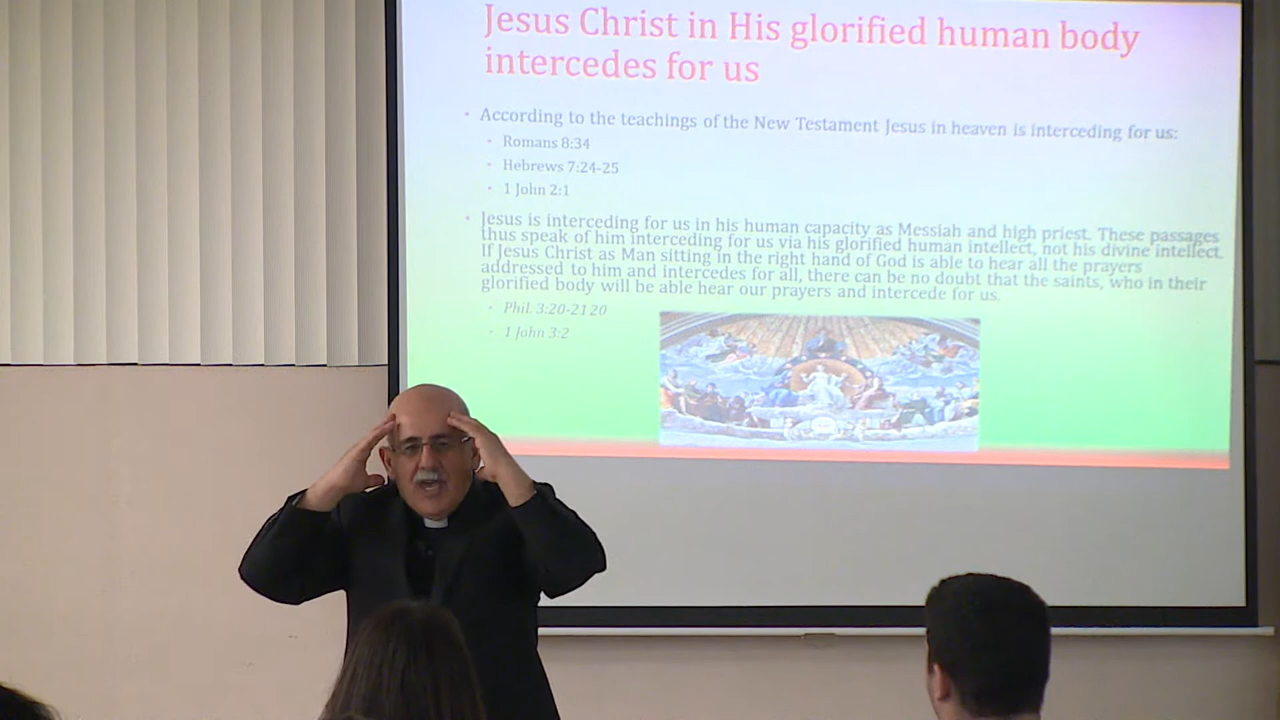 Jesus Christ in His glorified human body
intercedes for us
• According to the teachings of the New Testament Jesus in heaven is interceding for us:
• Romans 8:34
• Hebrews 7:24-25
• 1 John 2:1
• Jesus is interceding for us in his human capacity as Messiah and high priest. These passages
thus speak of him interceding for us via his glorified human intellect, not his divine intellect.
If Jesus Christ as Man sitting in the right hand of God is able to hear all the prayers
addressed to him and intercedes for all, there can be no doubt that the saints, who in their
glorified body will be able hear our prayers and intercede for us.
• Phil. 3:20-21 20
• 1 John 3:2